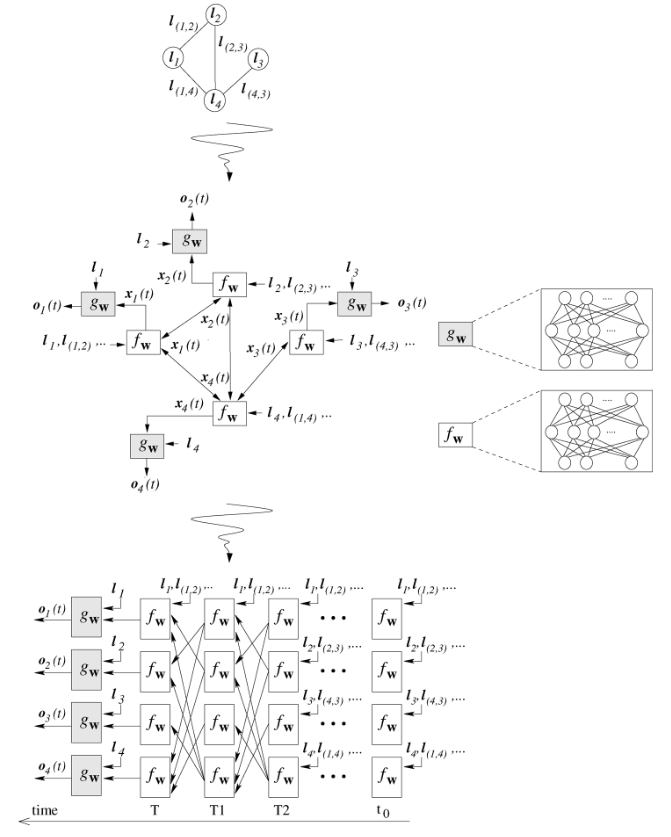 l2
l(1,2)
l(2,3)
l1
l3
l(1,4)
l(4,3)
l4
o2(t)
l2
gw
l1
x2(t)
l3
fw
l2, l(2,3) ...
o1(t)
gw
x1(t)
gw
o3(t)
x2(t)
x3(t)
gw
l1, l(1,2) ...
fw
x1(t)
x3(t)
fw
l3, l(4,3) ...
x4(t)
x4(t)
fw
l4, l(1,4) ...
fw
gw
l4
o4(t)
l1
l1, l(1,2) ,...
l1, l(1,2) ,...
l1, l(1,2) ,...
l1, l(1,2) ,...
o1(t)
gw
fw
fw
fw
fw
l2
l2, l(2,3) ,...
l2, l(2,3) ,...
o2(t)
gw
fw
fw
fw
fw
l3
l3, l(4,3) ,...
l3, l(4,3) ,...
o3(t)
gw
fw
fw
fw
fw
l4
l4, l(1,4) ,...
l4, l(1,4) ,...
o4(t)
gw
fw
fw
fw
fw
time T T1 T2 t0